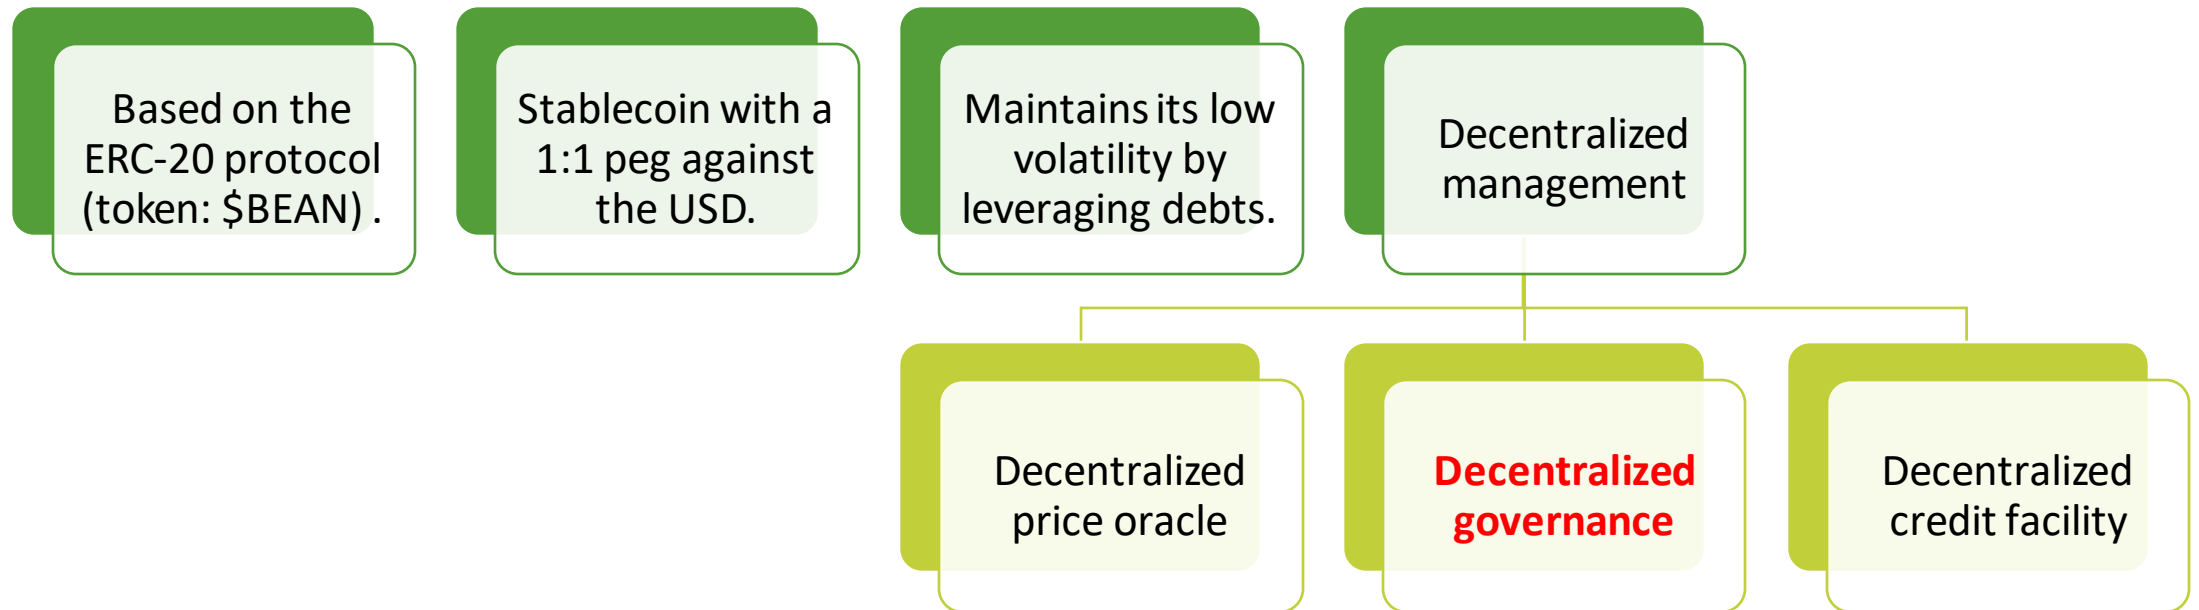 Based on the
ERC-20 protocol
(token: $BEAN) .
Stablecoin with a
1:1 peg against
the USD.
Maintains its low
volatility by
leveraging debts.
Decentralized
management
Decentralized
price oracle
Decentralized
governance
Decentralized
credit facility